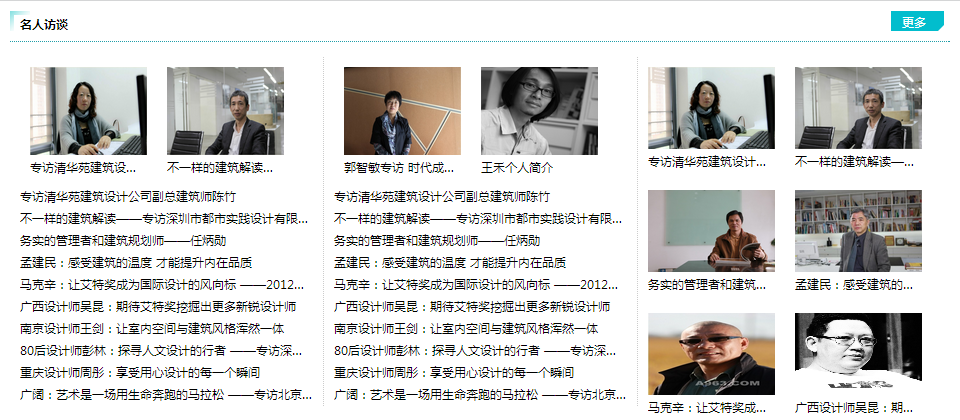 名人访谈
更多
专访清华苑建筑设...
不一样的建筑解读...
专访清华苑建筑设计公司副总建筑师陈竹
不一样的建筑解读——专访深圳市都市实践设计有限...
务实的管理者和建筑规划师——任炳勋
孟建民：感受建筑的温度 才能提升内在品质
马克辛：让艾特奖成为国际设计的风向标 ——2012...
广西设计师吴昆：期待艾特奖挖掘出更多新锐设计师
南京设计师王剑：让室内空间与建筑风格浑然一体
80后设计师彭林：探寻人文设计的行者 ——专访深...
重庆设计师周彤：享受用心设计的每一个瞬间
广阔：艺术是一场用生命奔跑的马拉松 ——专访北京...
郭智敏专访 时代成...
王禾个人简介
专访清华苑建筑设计公司副总建筑师陈竹
不一样的建筑解读——专访深圳市都市实践设计有限...
务实的管理者和建筑规划师——任炳勋
孟建民：感受建筑的温度 才能提升内在品质
马克辛：让艾特奖成为国际设计的风向标 ——2012...
广西设计师吴昆：期待艾特奖挖掘出更多新锐设计师
南京设计师王剑：让室内空间与建筑风格浑然一体
80后设计师彭林：探寻人文设计的行者 ——专访深...
重庆设计师周彤：享受用心设计的每一个瞬间
广阔：艺术是一场用生命奔跑的马拉松 ——专访北京...
专访清华苑建筑设计...
不一样的建筑解读—...
务实的管理者和建筑...
孟建民：感受建筑的...
A963.COM
马克辛：让艾特奖成...
广西设计师吴昆：期...